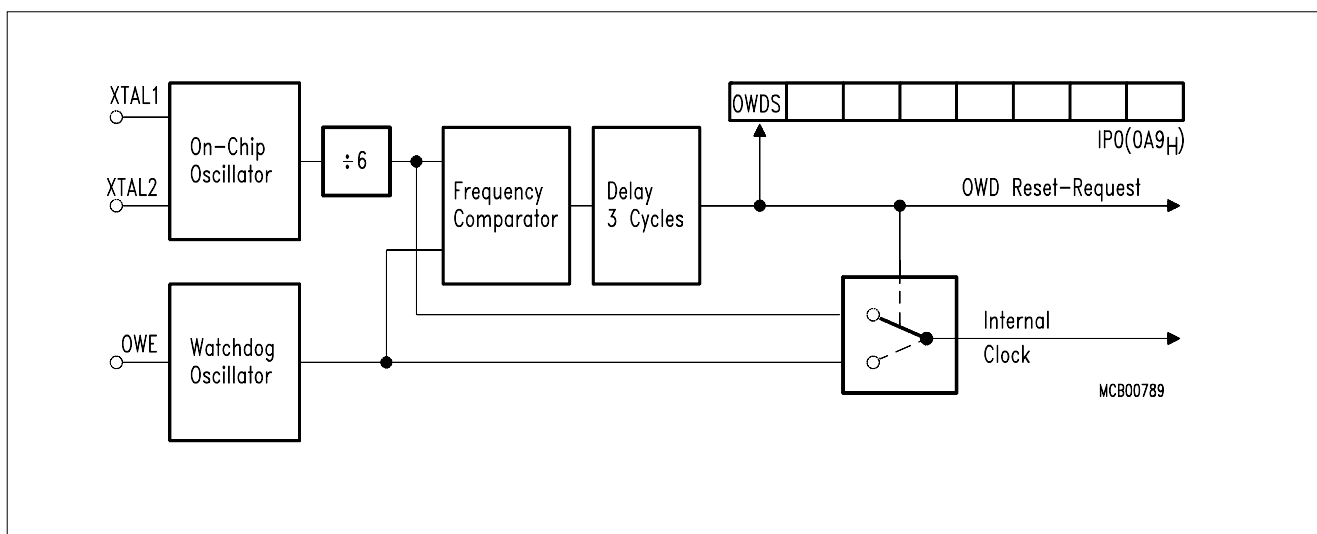 XTAL1
XTAL2
On-Chip
Oscillator
÷6
Frequency
Comparator
Delay
3 Cycles
OWDS
IP0(0A9H)
OWD Reset-Request
OWE
Watchdog
Oscillator
Internal
Clock
MCB00789